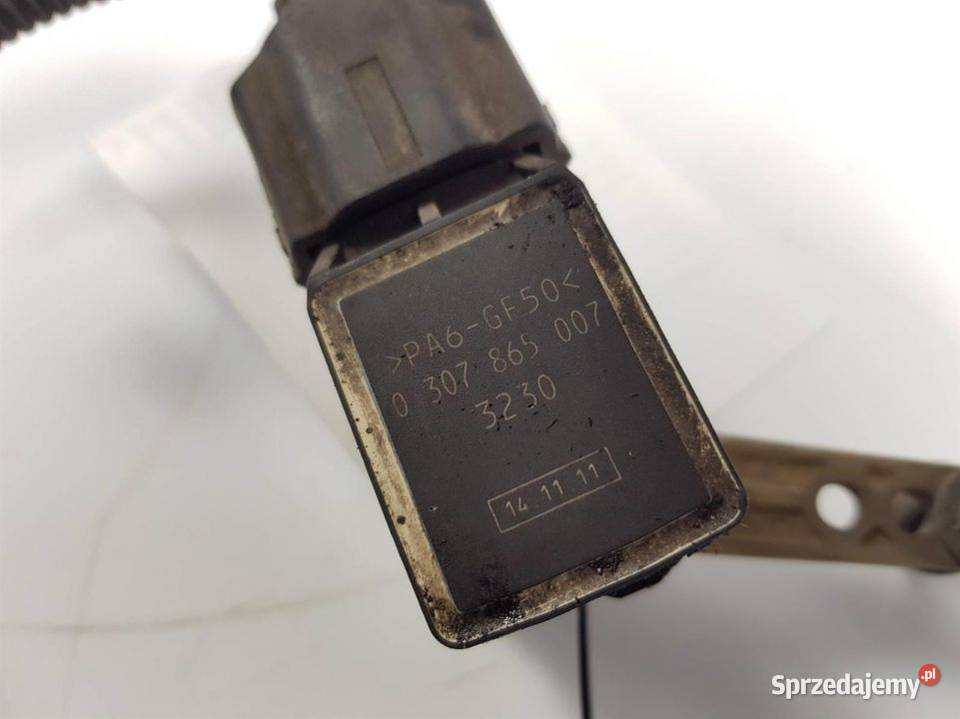 >PA6-GF50<
0 307 865 007
3230
14 11 11
Sprzedajemy.pl